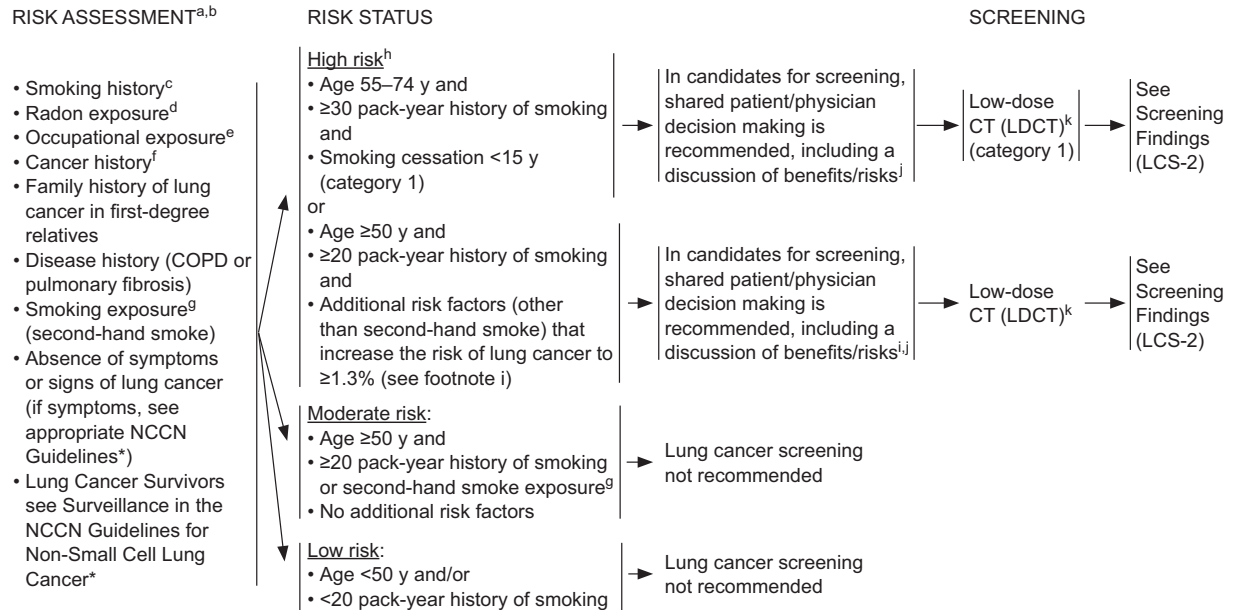 RISK ASSESSMENTa,b
• Smoking historyc
• Radon exposured
• Occupational exposuree
• Cancer historyf
• Family history of lung
cancer in first-degree
relatives
• Disease history (COPD or
pulmonary fibrosis)
• Smoking exposureg
(second-hand smoke)
• Absence of symptoms
or signs of lung cancer
(if symptoms, see
appropriate NCCN
Guidelines*)
• Lung Cancer Survivors
see Surveillance in the
NCCN Guidelines for
Non-Small Cell Lung
Cancer*
RISK STATUS
High riskh
• Age 55–74 y and
• ≥30 pack-year history of smoking
and
• Smoking cessation <15 y
(category 1)
or
• Age ≥50 y and
• ≥20 pack-year history of smoking
and
• Additional risk factors (other
than second-hand smoke) that
increase the risk of lung cancer to
≥1.3% (see footnote i)
Moderate risk:
• Age ≥50 y and
• ≥20 pack-year history of smoking
or second-hand smoke exposureg
• No additional risk factors
Low risk:
• Age <50 y and/or
• <20 pack-year history of smoking
SCREENING
In candidates for screening,
shared patient/physician
decision making is
recommended, including a
discussion of benefits/risksj
Low-dose
CT (LDCT)k
(category 1)
See
Screening
Findings
(LCS-2)
In candidates for screening,
shared patient/physician
decision making is
recommended, including a
discussion of benefits/risksi,j
Low-dose
CT (LDCT)k
See
Screening
Findings
(LCS-2)
Lung cancer screening
not recommended
Lung cancer screening
not recommended